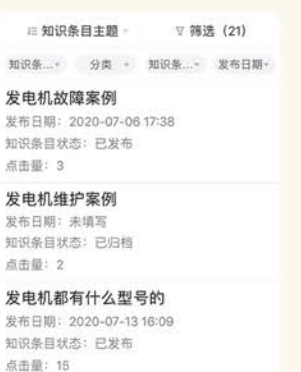 知识条目主题
筛选（21）
知识条...
分类
知识条...
发布日期
发电机故障案例
发布日期：2020-07-06 17:38
知识条目状态：已发布
点击量：3
发电机维护案例
发布日期：未填写
知识条目状态：已归档
点击量：2
发电机都有什么型号的
发布日期：2020-07-13 16:09
知识条目状态：已发布
点击量：15